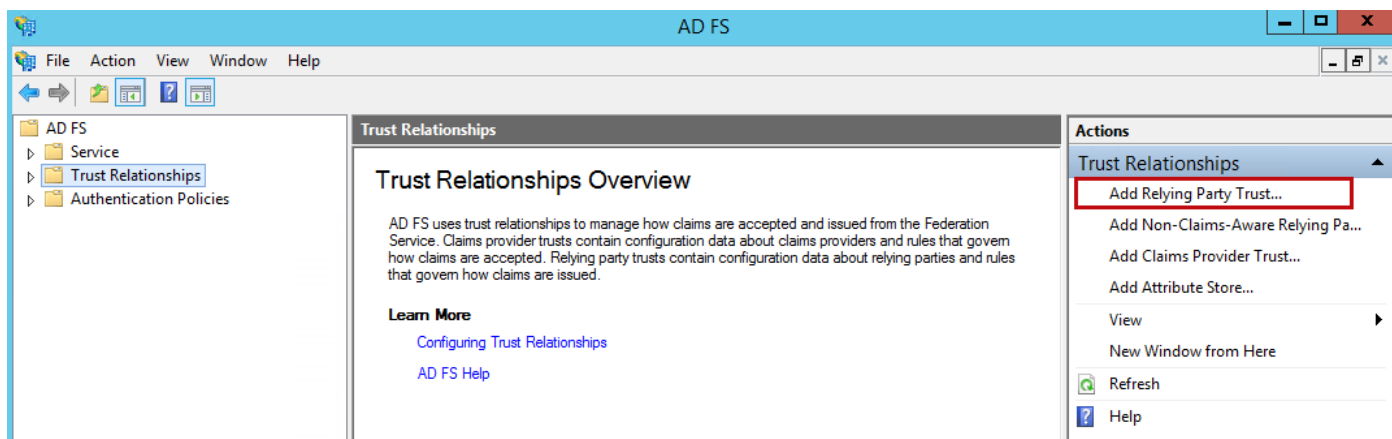 AD FS
File Action View Window Help
AD FS
Service
Trust Relationships
Authentication Policies
Trust Relationships
Trust Relationships Overview
AD FS uses trust relationships to manage how claims are accepted and issued from the Federation
Service. Claims provider trusts contain configuration data about claims providers and rules that govern
how claims are accepted. Relying party trusts contain configuration data about relying parties and rules
that govern how claims are issued.
Learn More
Configuring Trust Relationships
AD FS Help
Actions
Trust Relationships
Add Relying Party Trust...
Add Non-Claims-Aware Relying Pa...
Add Claims Provider Trust...
Add Attribute Store...
View
New Window from Here
Refresh
Help